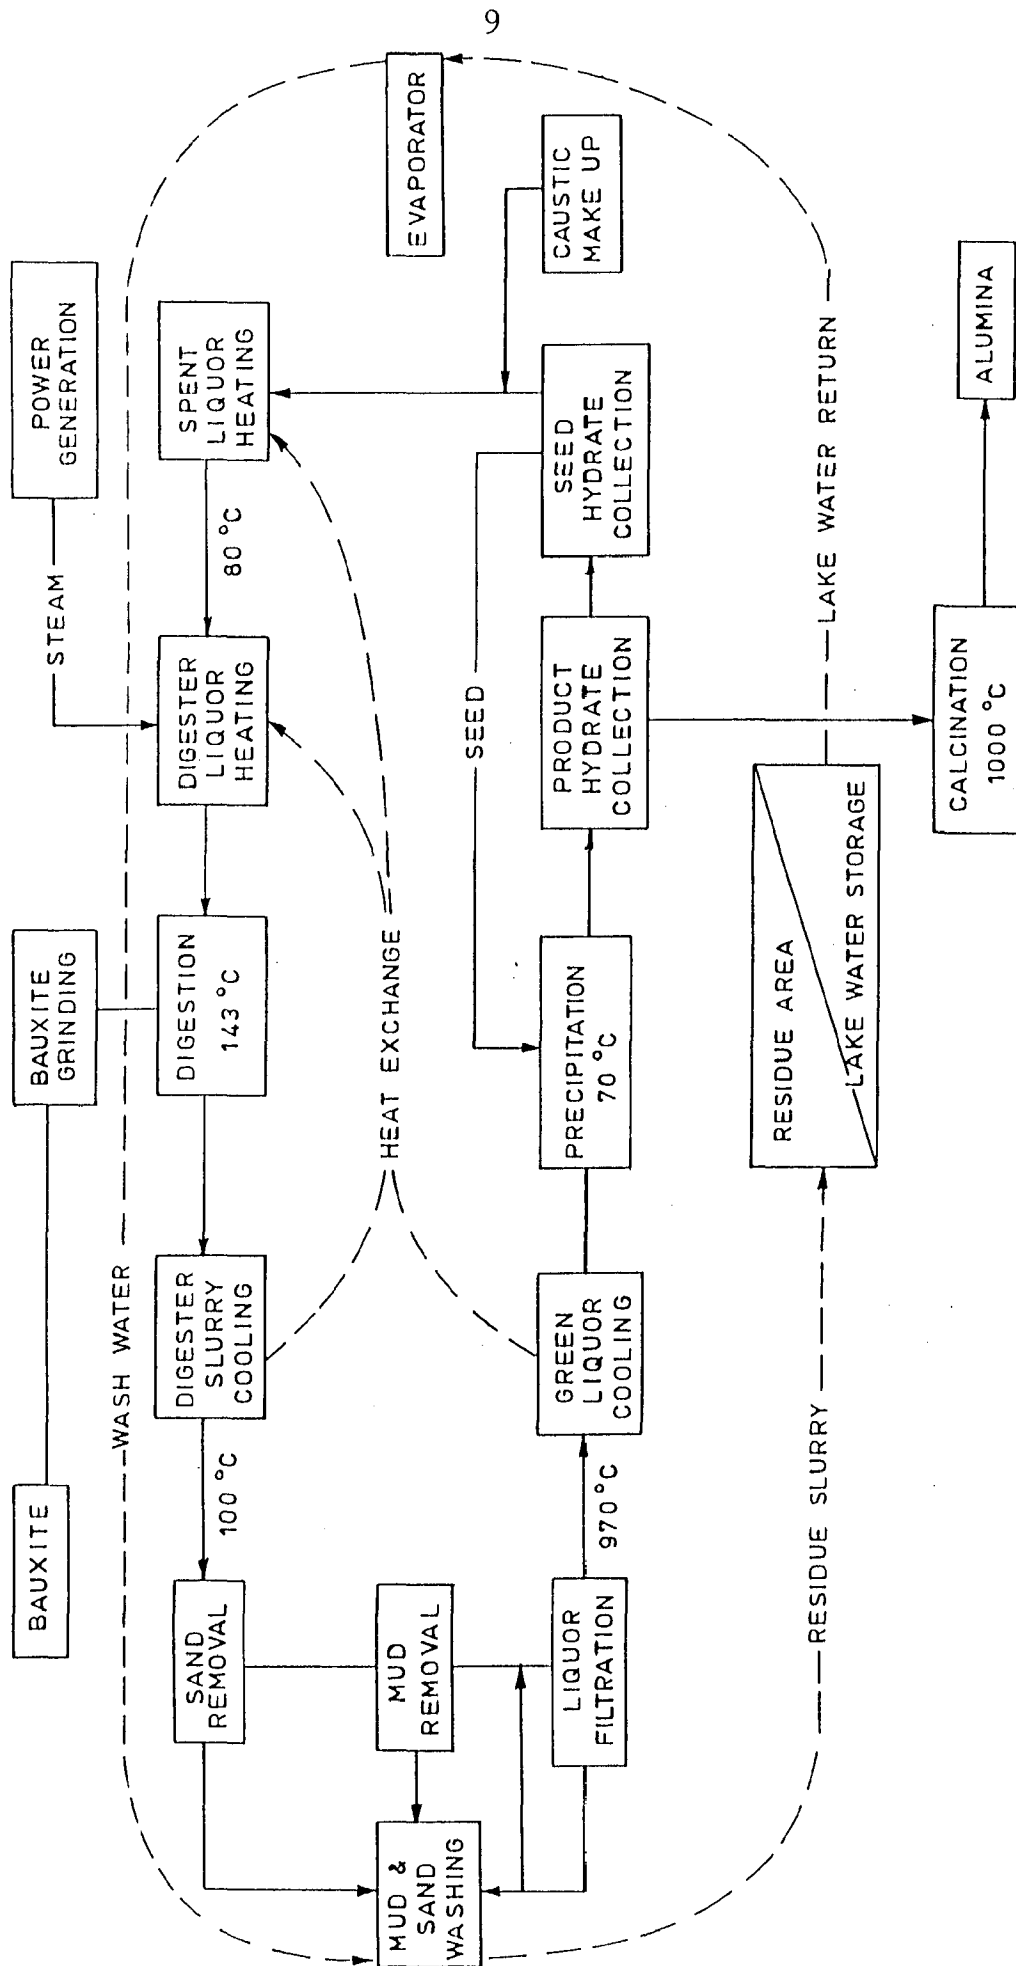 9
BAUXITE
BAUXITE
GRINDING
POWER
GENERATION
STEAM
WASH WATER
SAND
REMOVAL
100 °C
DIGESTER
SLURRY
COOLING
DIGESTION
143 °C
DIGESTER
LIQUOR
HEATING
80 °C
SPENT
LIQUOR
HEATING
MUD &
SAND
WASHING
MUD
REMOVAL
HEAT EXCHANGE
EVAPORATOR
SEED
LIQUOR
FILTRATION
970 °C
GREEN
LIQUOR
COOLING
PRECIPITATION
70 °C
PRODUCT
HYDRATE
COLLECTION
SEED
HYDRATE
COLLECTION
CAUSTIC
MAKE UP
RESIDUE SLURRY
RESIDUE AREA
LAKE WATER STORAGE
LAKE WATER RETURN
CALCINATION
1000 °C
ALUMINA